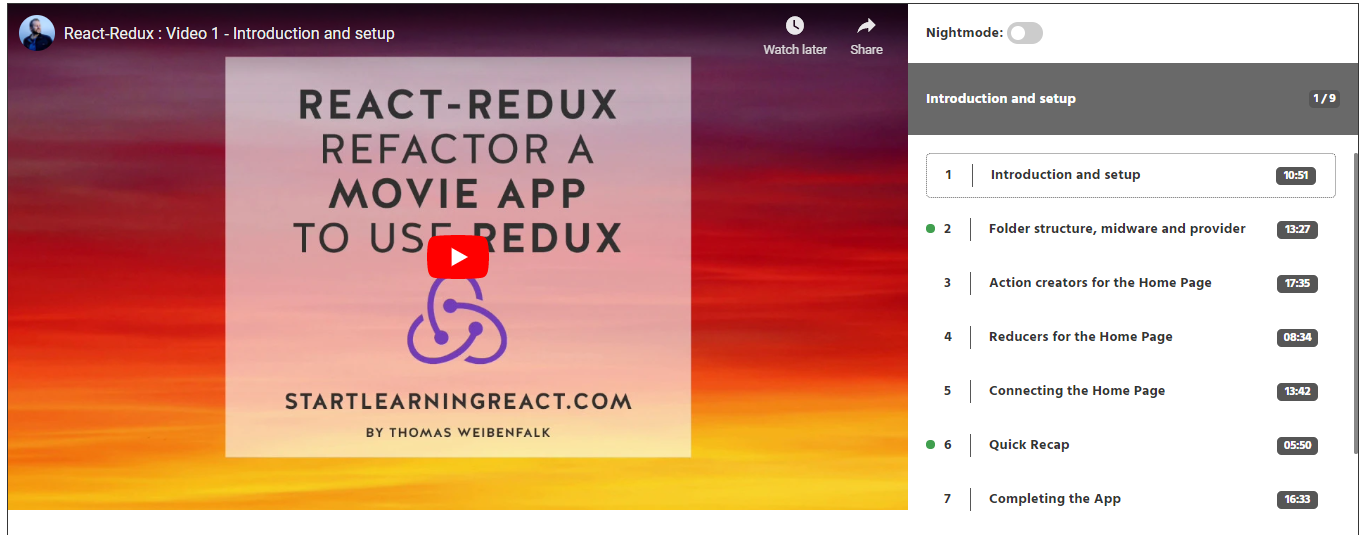 React-Redux : Video 1 - Introduction and setup
Watch later
Share
REACT-REDUX
REFACTOR A
MOVIE APP
TO USE REDUX
STARTLEARNINGREACT.COM
BY THOMAS WEIBENFALK
Nightmode:
Introduction and setup 1 / 9
1 Introduction and setup 10:51
2 Folder structure, midware and provider 13:27
3 Action creators for the Home Page 17:35
4 Reducers for the Home Page 08:34
5 Connecting the Home Page 13:42
6 Quick Recap 05:50
7 Completing the App 16:33